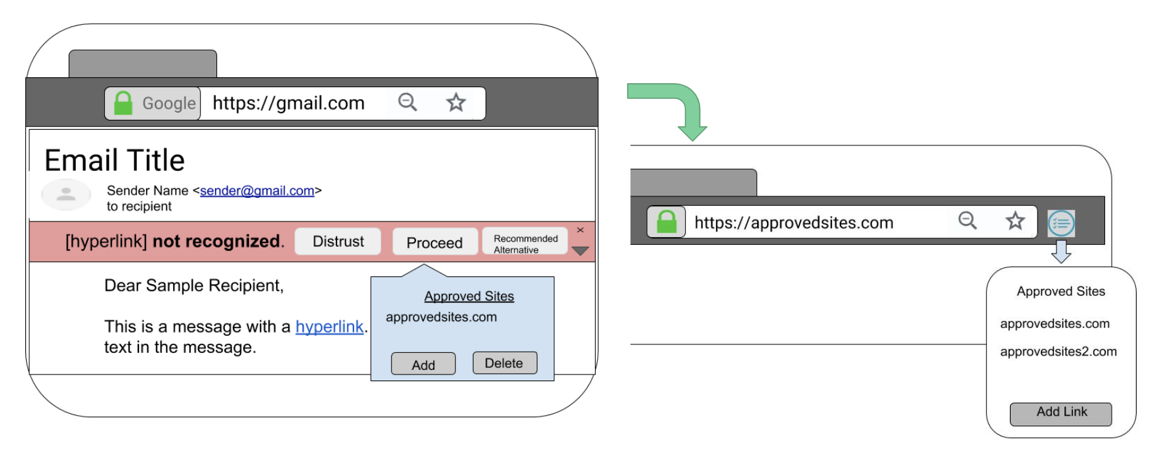 Google https://gmail.com
Email Title
Sender Name <sender@gmail.com>
to recipient
[hyperlink] not recognized. Distrust Proceed Recommended Alternative ×
Dear Sample Recipient,
This is a message with a hyperlink.
text in the message.
Approved Sites
approvedsites.com
Add Delete
https://approvedsites.com
Approved Sites
approvedsites.com
approvedsites2.com
Add Link